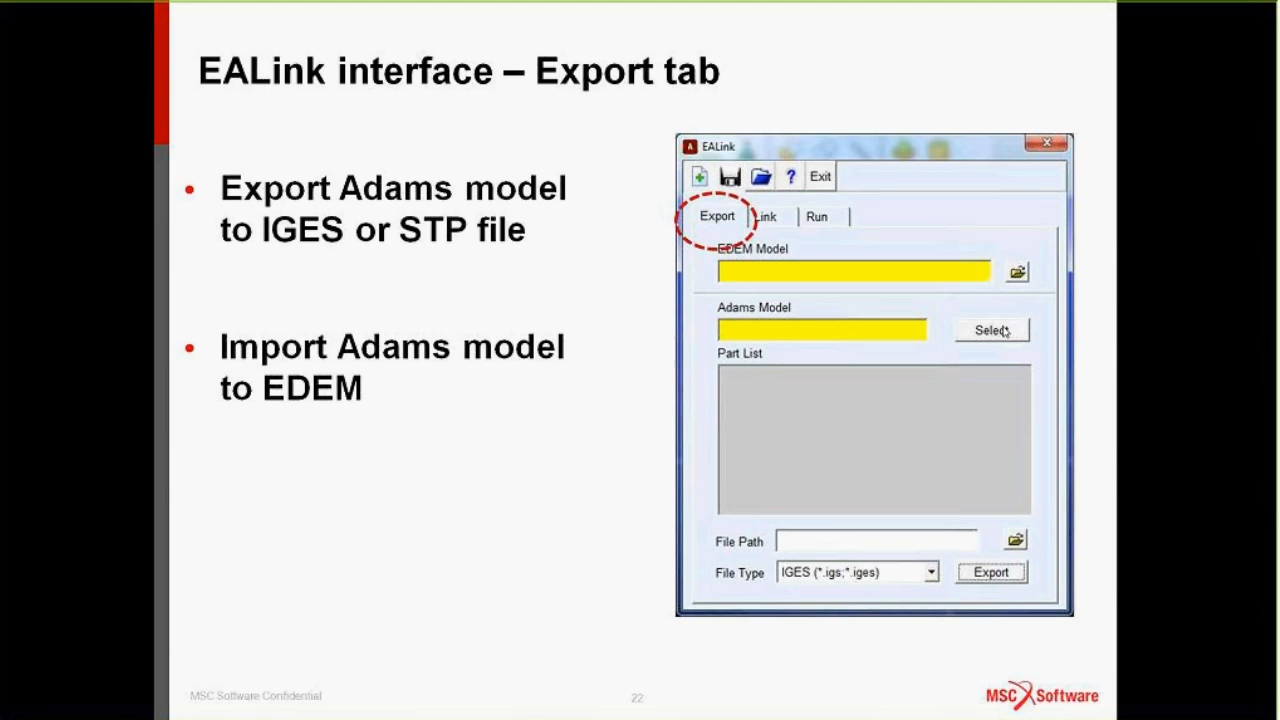 EALink interface – Export tab
• Export Adams model
to IGES or STP file
• Import Adams model
to EDEM
EALink
? Exit
Export Link Run
EDEM Model
Adams Model
Select
Part List
File Path
File Type IGES (*.igs;*.iges) Export
MSC Software Confidential
22
MSC Software